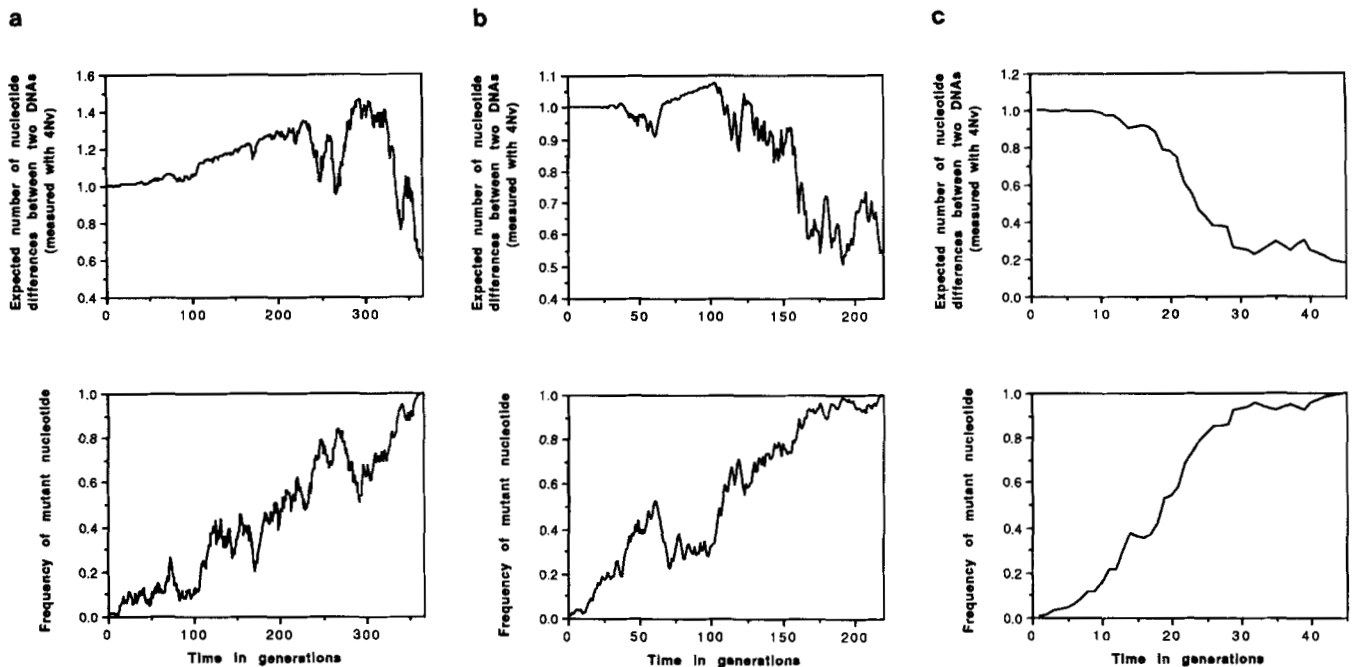 a
Expected number of nucleotide
differences between two DNAs
(measured with 4Nv)
1.6
1.4
1.2
1.0
0.8
0.6
0.4
0 100 200 300
Frequency of mutant nucleotide
1.0
0.8
0.6
0.4
0.2
0.0
0 100 200 300
Time in generations
b
Expected number of nucleotide
differences between two DNAs
(measured with 4Nv)
1.1
1.0
0.9
0.8
0.7
0.6
0.5
0.4
0 50 100 150 200
Frequency of mutant nucleotide
1.0
0.8
0.6
0.4
0.2
0.0
0 50 100 150 200
Time in generations
c
Expected number of nucleotide
differences between two DNAs
(measured with 4Nv)
1.2
1.0
0.8
0.6
0.4
0.2
0.0
0 10 20 30 40
Frequency of mutant nucleotide
1.0
0.8
0.6
0.4
0.2
0.0
0 10 20 30 40
Time in generations